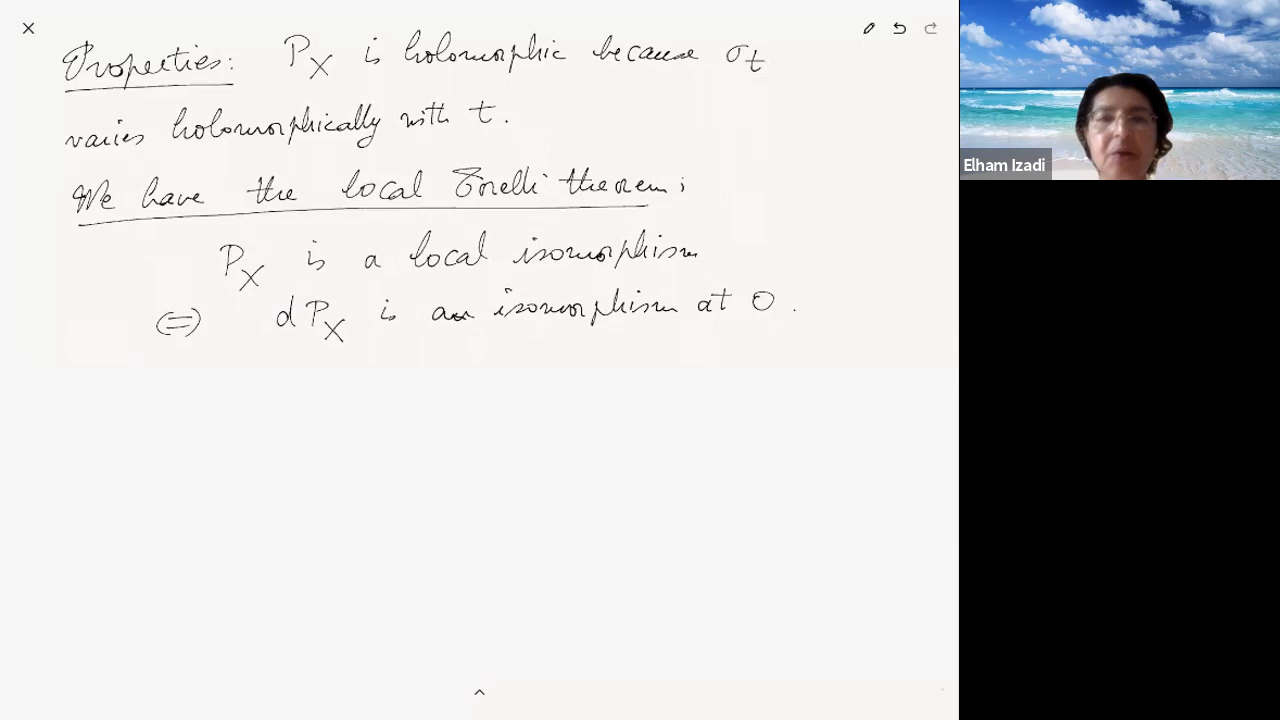 Properties: P_X is holomorphic because σ_t
varies holomorphically with t.
We have the local Torelli theorem:
P_X is a local isomorphism
⇔ dP_X is an isomorphism at 0.
Elham Izadi